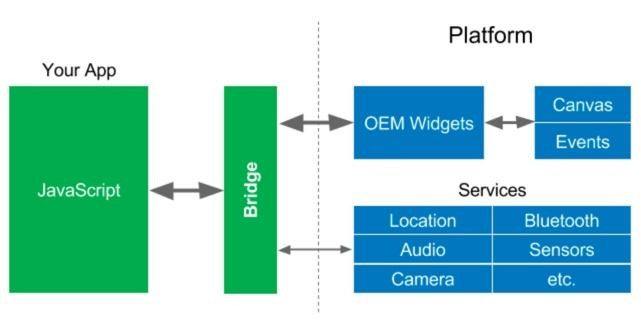 Platform
Your App
JavaScript
Bridge
OEM Widgets
Canvas
Events
Services
Location
Bluetooth
Audio
Sensors
Camera
etc.